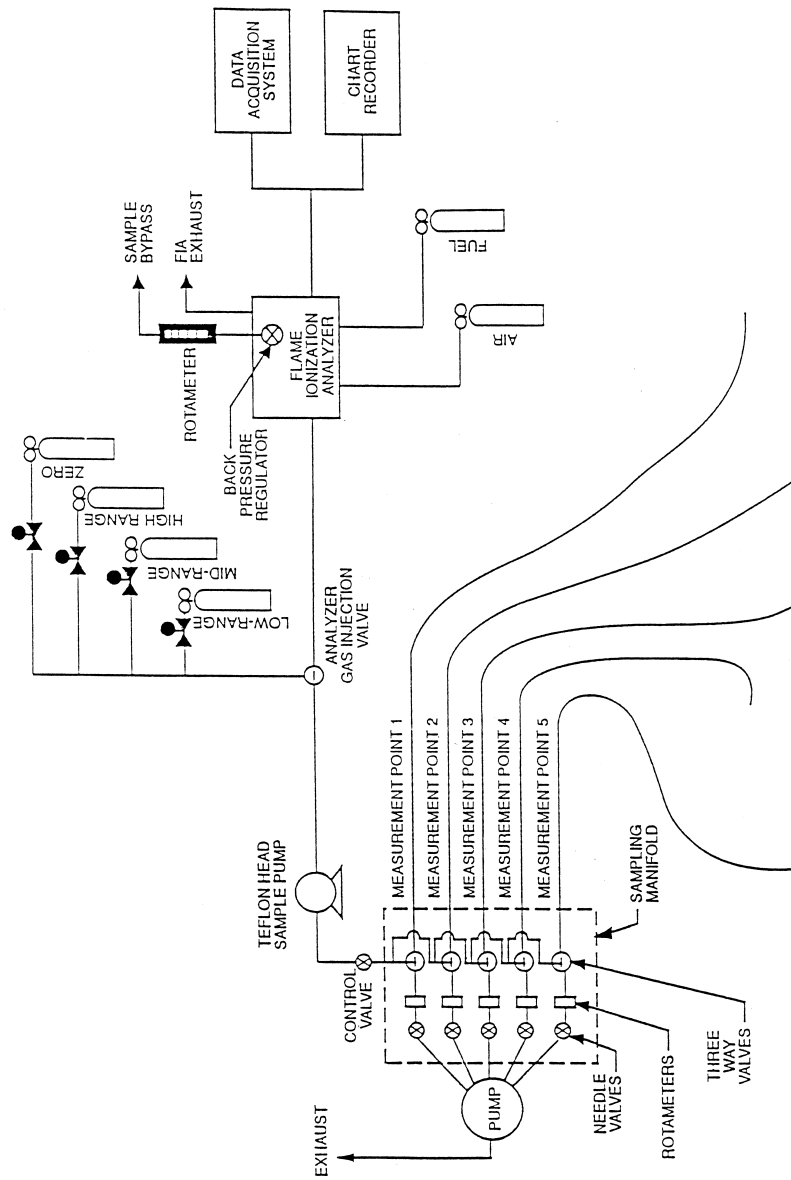 DATA
ACQUISITION
SYSTEM
CHART
RECORDER
SAMPLE
BYPASS
FIA
EXHAUST
ROTAMETER
BACK
PRESSURE
REGULATOR
FLAME
IONIZATION
ANALYZER
FUEL
AIR
ZERO
HIGH RANGE
MID-RANGE
LOW-RANGE
ANALYZER
GAS INJECTION
VALVE
TEFLON HEAD
SAMPLE PUMP
CONTROL
VALVE
MEASUREMENT POINT 1
MEASUREMENT POINT 2
MEASUREMENT POINT 3
MEASUREMENT POINT 4
MEASUREMENT POINT 5
SAMPLING
MANIFOLD
THREE
WAY
VALVES
ROTAMETERS
NEEDLE
VALVES
PUMP
EXHAUST